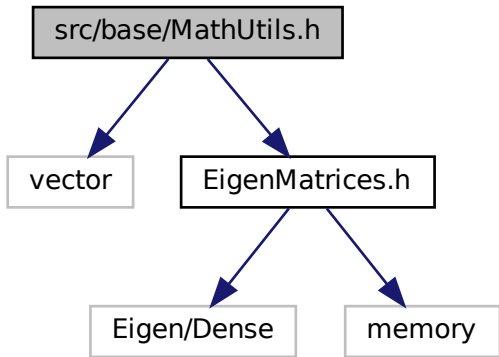 src/base/MathUtils.h
vector
EigenMatrices.h
Eigen/Dense
memory